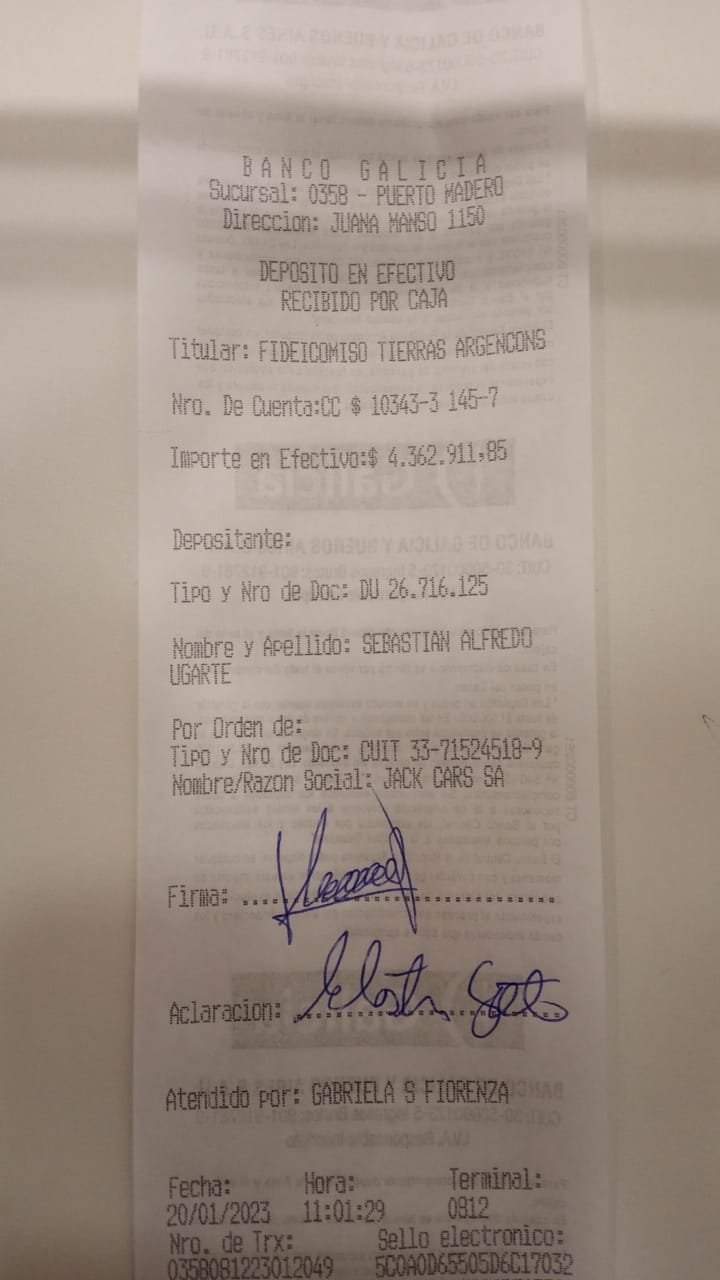 BANCO GALICIA
Sucursal: 0358 - PUERTO MADERO
Direccion: JUANA MANSO 1150
DEPOSITO EN EFECTIVO
RECIBIDO POR CAJA
Titular: FIDEICOMISO TIERRAS ARGENCONS
Nro. De Cuenta:CC $ 10343-3 145-7
Importe en Efectivo:$ 4.362.911,85
Depositante:
Tipo y Nro de Doc: DU 26.716.125
Nombre y Apellido: SEBASTIAN ALFREDO
UGARTE
Por Orden de:
Tipo y Nro de Doc: CUIT 33-71524518-9
Nombre/Razon Social: JACK CARS SA
Firma:
Aclaracion:
Atendido por: GABRIELA S FIORENZA
Fecha: Hora: Terminal:
20/01/2023 11:01:29 0812
Nro. de Trx: Sello electronico:
0358081223012049 5C0A0D65505D6C17032